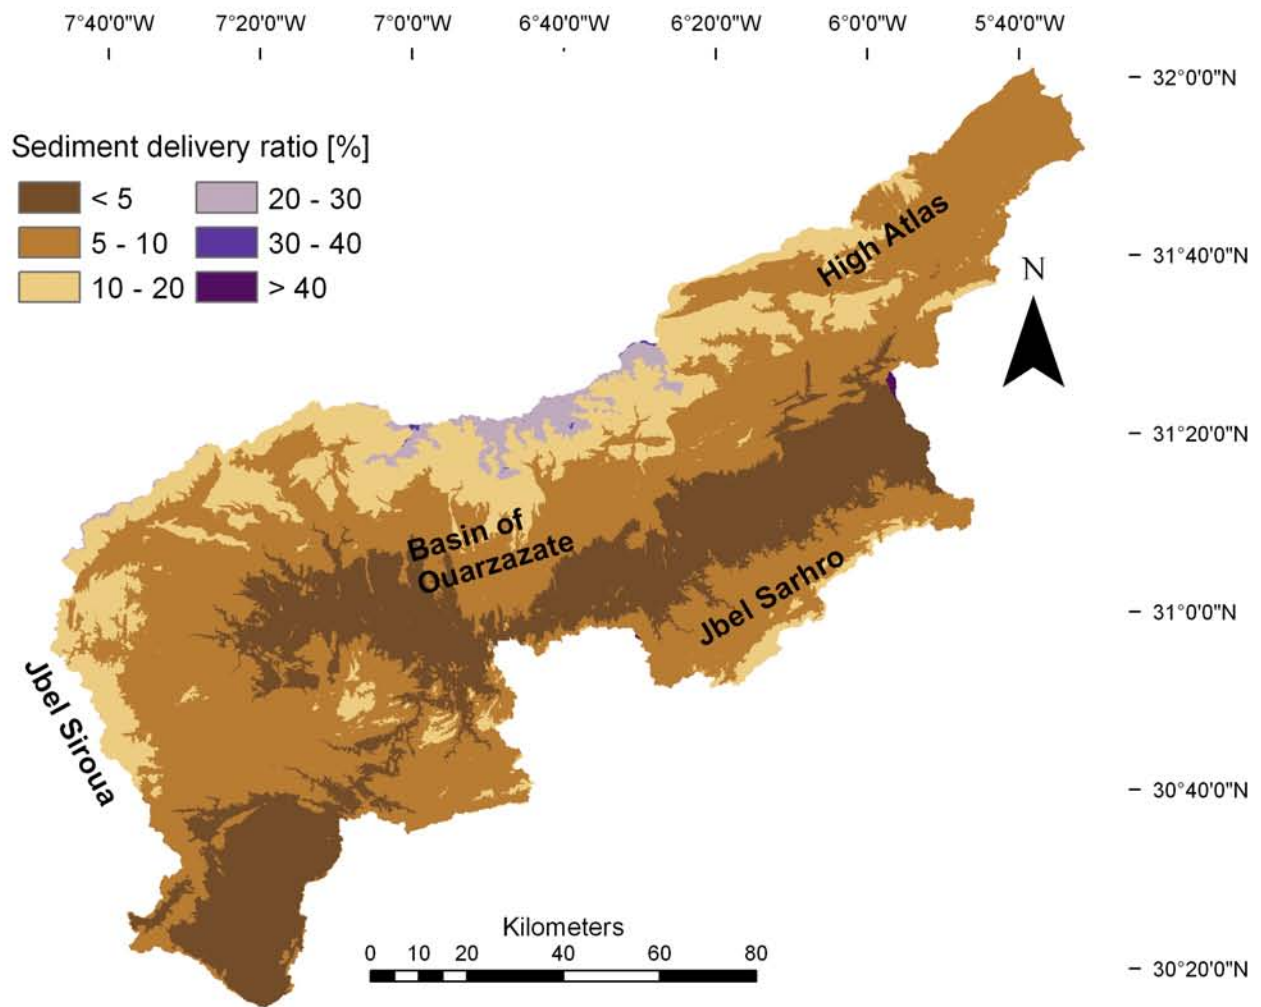 7°40'0"W 7°20'0"W 7°0'0"W 6°40'0"W 6°20'0"W 6°0'0"W 5°40'0"W
32°0'0"N
Sediment delivery ratio [%]
< 5 20 - 30
5 - 10 30 - 40
10 - 20 > 40
High Atlas
31°40'0"N
N
31°20'0"N
Basin of
Ouarzazate
Jbel Sarhro
31°0'0"N
Jbel Siroua
30°40'0"N
Kilometers
0 10 20 40 60 80
30°20'0"N